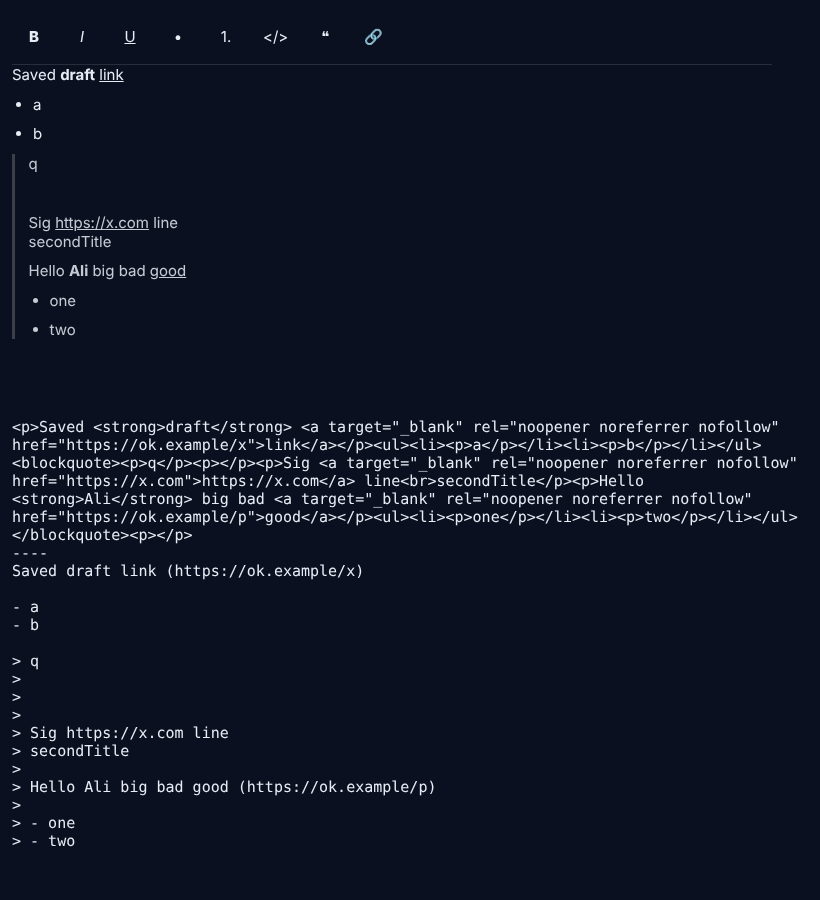 B I U • 1. </> ❝ 🔗
Saved draft link
• a
• b
q
Sig https://x.com line
secondTitle
Hello Ali big bad good
• one
• two
<p>Saved <strong>draft</strong> <a target="_blank" rel="noopener noreferrer nofollow"
href="https://ok.example/x">link</a></p><ul><li><p>a</p></li><li><p>b</p></li></ul>
<blockquote><p>q</p><p></p><p>Sig <a target="_blank" rel="noopener noreferrer nofollow"
href="https://x.com">https://x.com</a> line<br>secondTitle</p><p>Hello
<strong>Ali</strong> big bad <a target="_blank" rel="noopener noreferrer nofollow"
href="https://ok.example/p">good</a></p><ul><li><p>one</p></li><li><p>two</p></li></ul>
</blockquote><p></p>
----
Saved draft link (https://ok.example/x)
- a
- b
> q
>
>
>
> Sig https://x.com line
> secondTitle
>
> Hello Ali big bad good (https://ok.example/p)
>
> - one
> - two